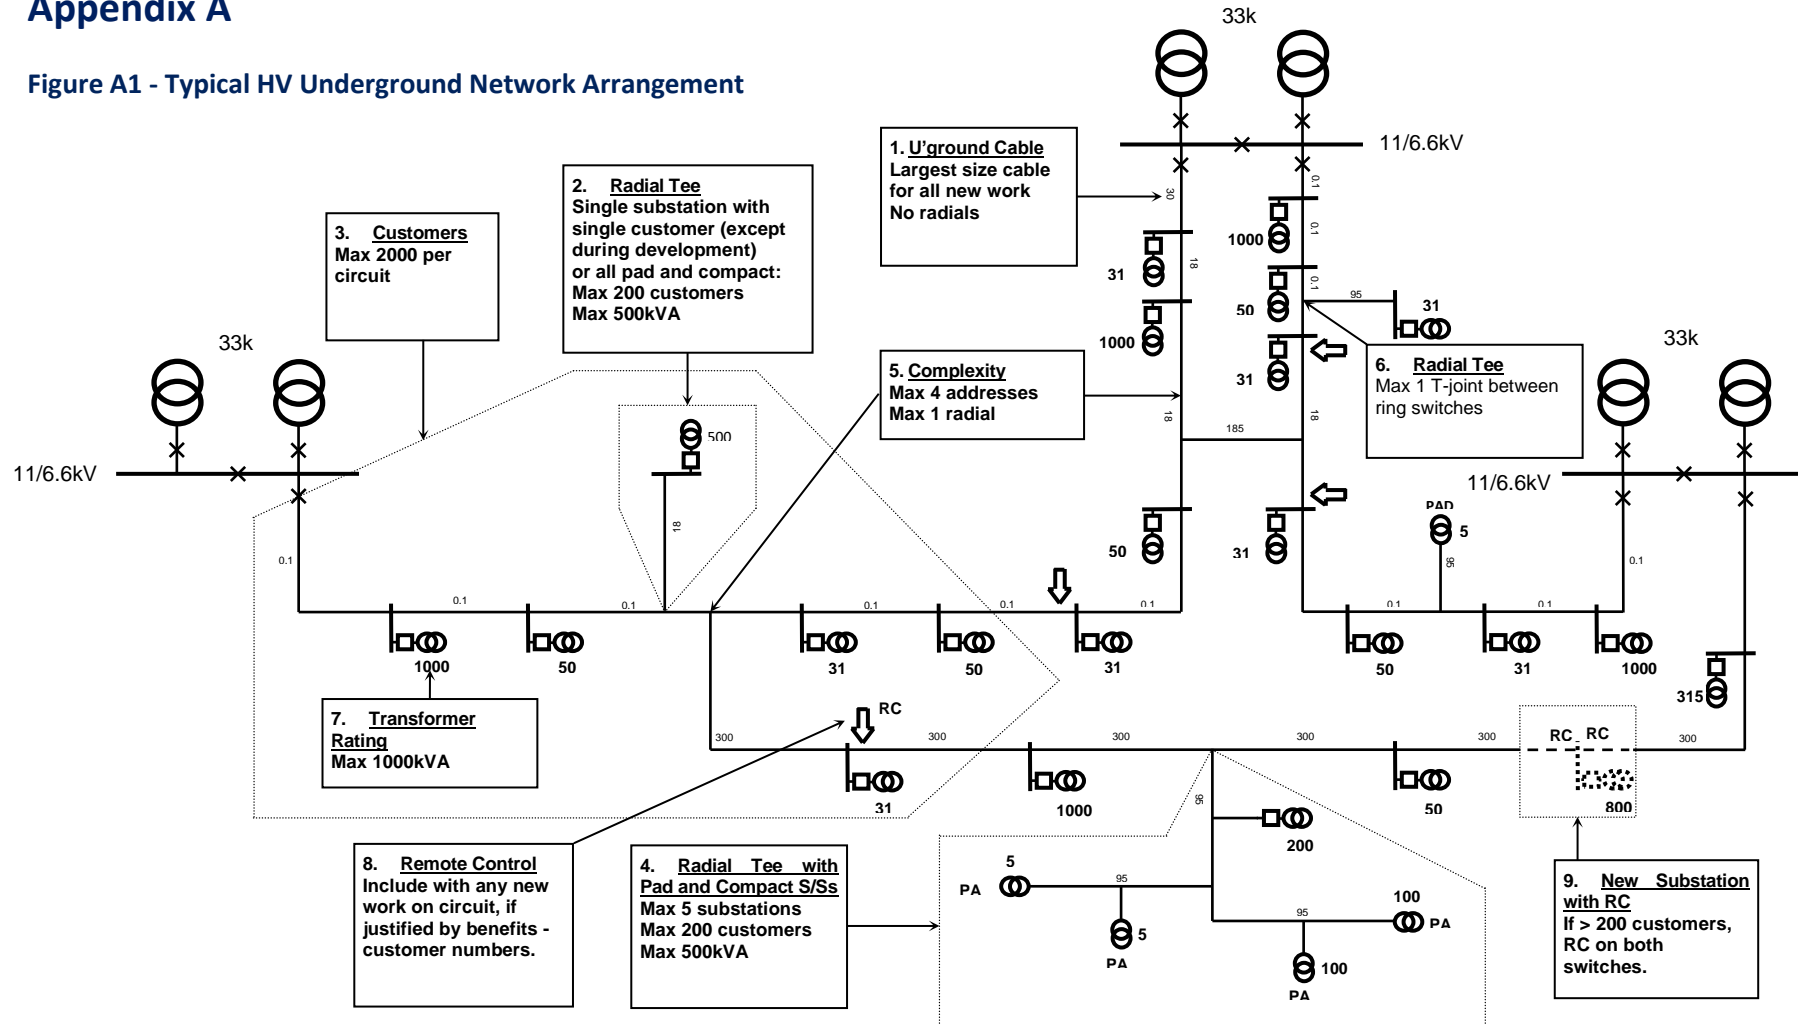 Appendix A
Figure A1 - Typical HV Underground Network Arrangement
33k
11/6.6kV
1. U'ground Cable
Largest size cable
for all new work
No radials
2. Radial Tee
Single substation with
single customer (except
during development)
or all pad and compact:
Max 200 customers
Max 500kVA
3. Customers
Max 2000 per
circuit
30
0.1
1000
0.1
31
18
0.1
50
95
31
1000
33k
5. Complexity
Max 4 addresses
Max 1 radial
31
6. Radial Tee
Max 1 T-joint between
ring switches
33k
18
18
185
500
11/6.6kV
11/6.6kV
18
50
31
PAD
5
95
0.1
0.1
0.1
0.1
0.1
0.1
0.1
0.1
0.1
1000
50
31
50
31
50
31
1000
315
7. Transformer
Rating
Max 1000kVA
RC
300
300
300
300
300
RC
RC
300
31
1000
50
800
95
200
8. Remote Control
Include with any new
work on circuit, if
justified by benefits -
customer numbers.
4. Radial Tee with
Pad and Compact S/Ss
Max 5 substations
Max 200 customers
Max 500kVA
5
PA
95
5
PA
95
100
PA
100
PA
9. New Substation
with RC
If > 200 customers,
RC on both
switches.